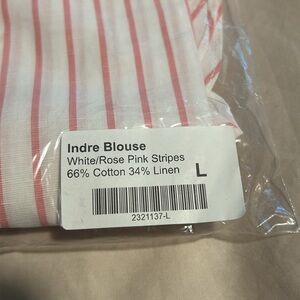 Indre Blouse
White/Rose Pink Stripes
66% Cotton 34% Linen L
2321137-L